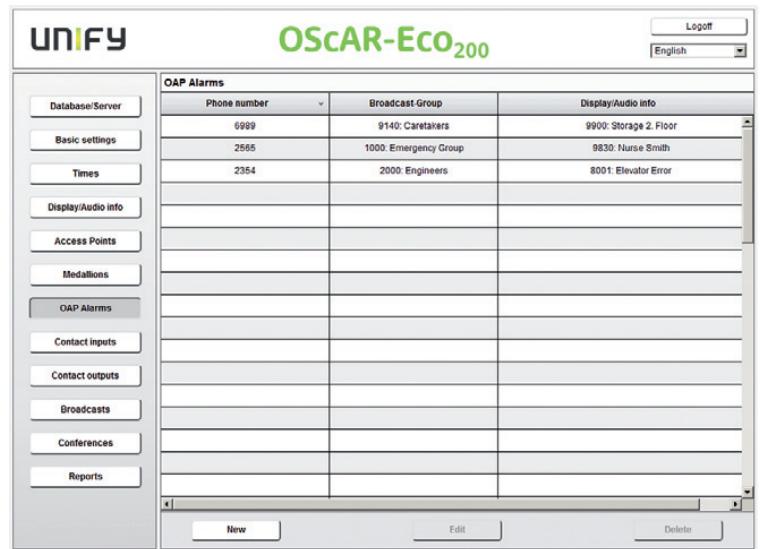 UNIFY
OScAR-Eco200
Logoff
English
Database/Server
Basic settings
Times
Display/Audio info
Access Points
Medallions
OAP Alarms
Contact inputs
Contact outputs
Broadcasts
Conferences
Reports
OAP Alarms
Phone number Broadcast-Group Display/Audio info
6989 9140: Caretakers 9900: Storage 2. Floor
2565 1000: Emergency Group 9830: Nurse Smith
2354 2000: Engineers 8001: Elevator Error
New Edit Delete